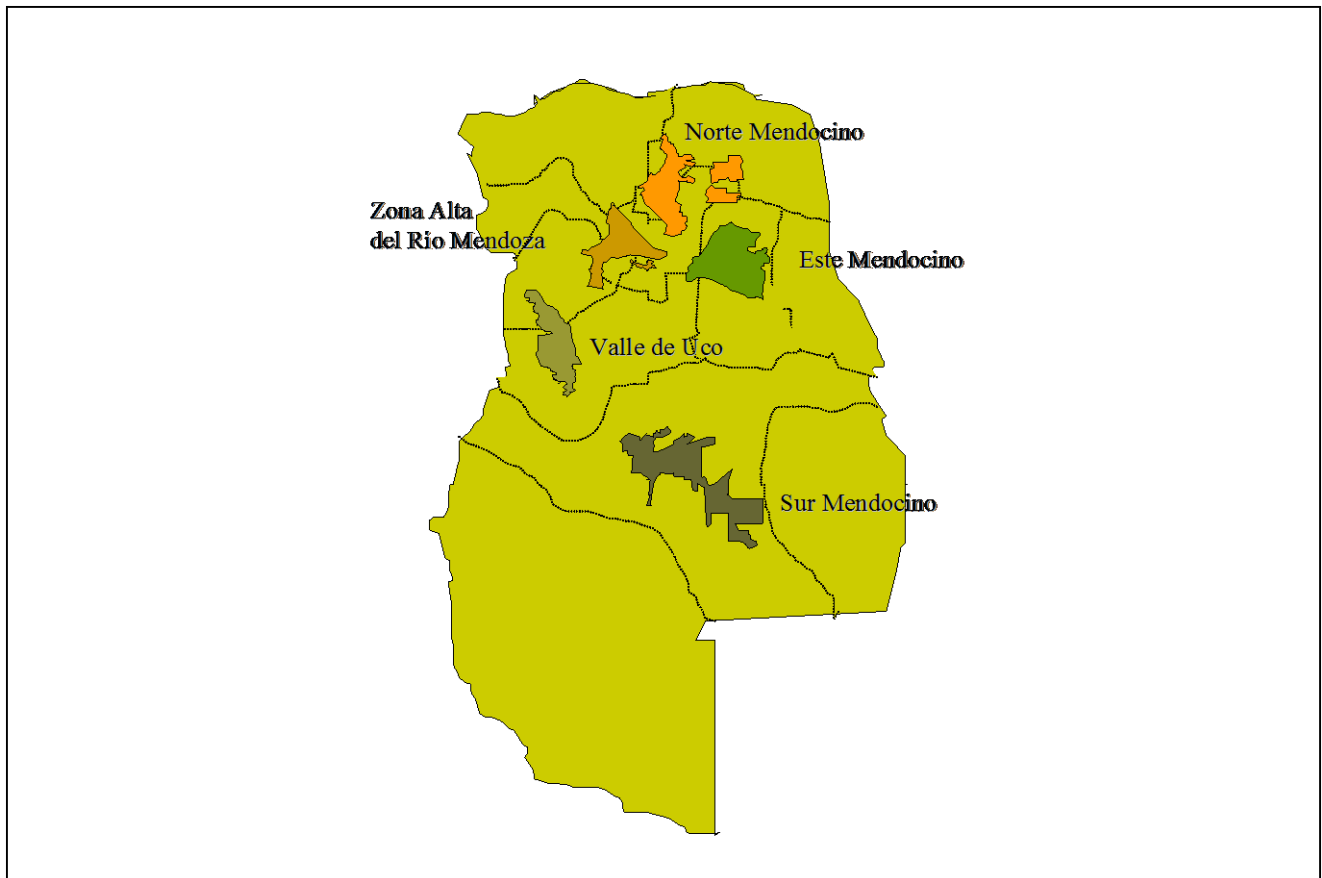 Norte Mendocino
Zona Alta
del Rio Mendoza
Este Mendocino
Valle de Uco
Sur Mendocino